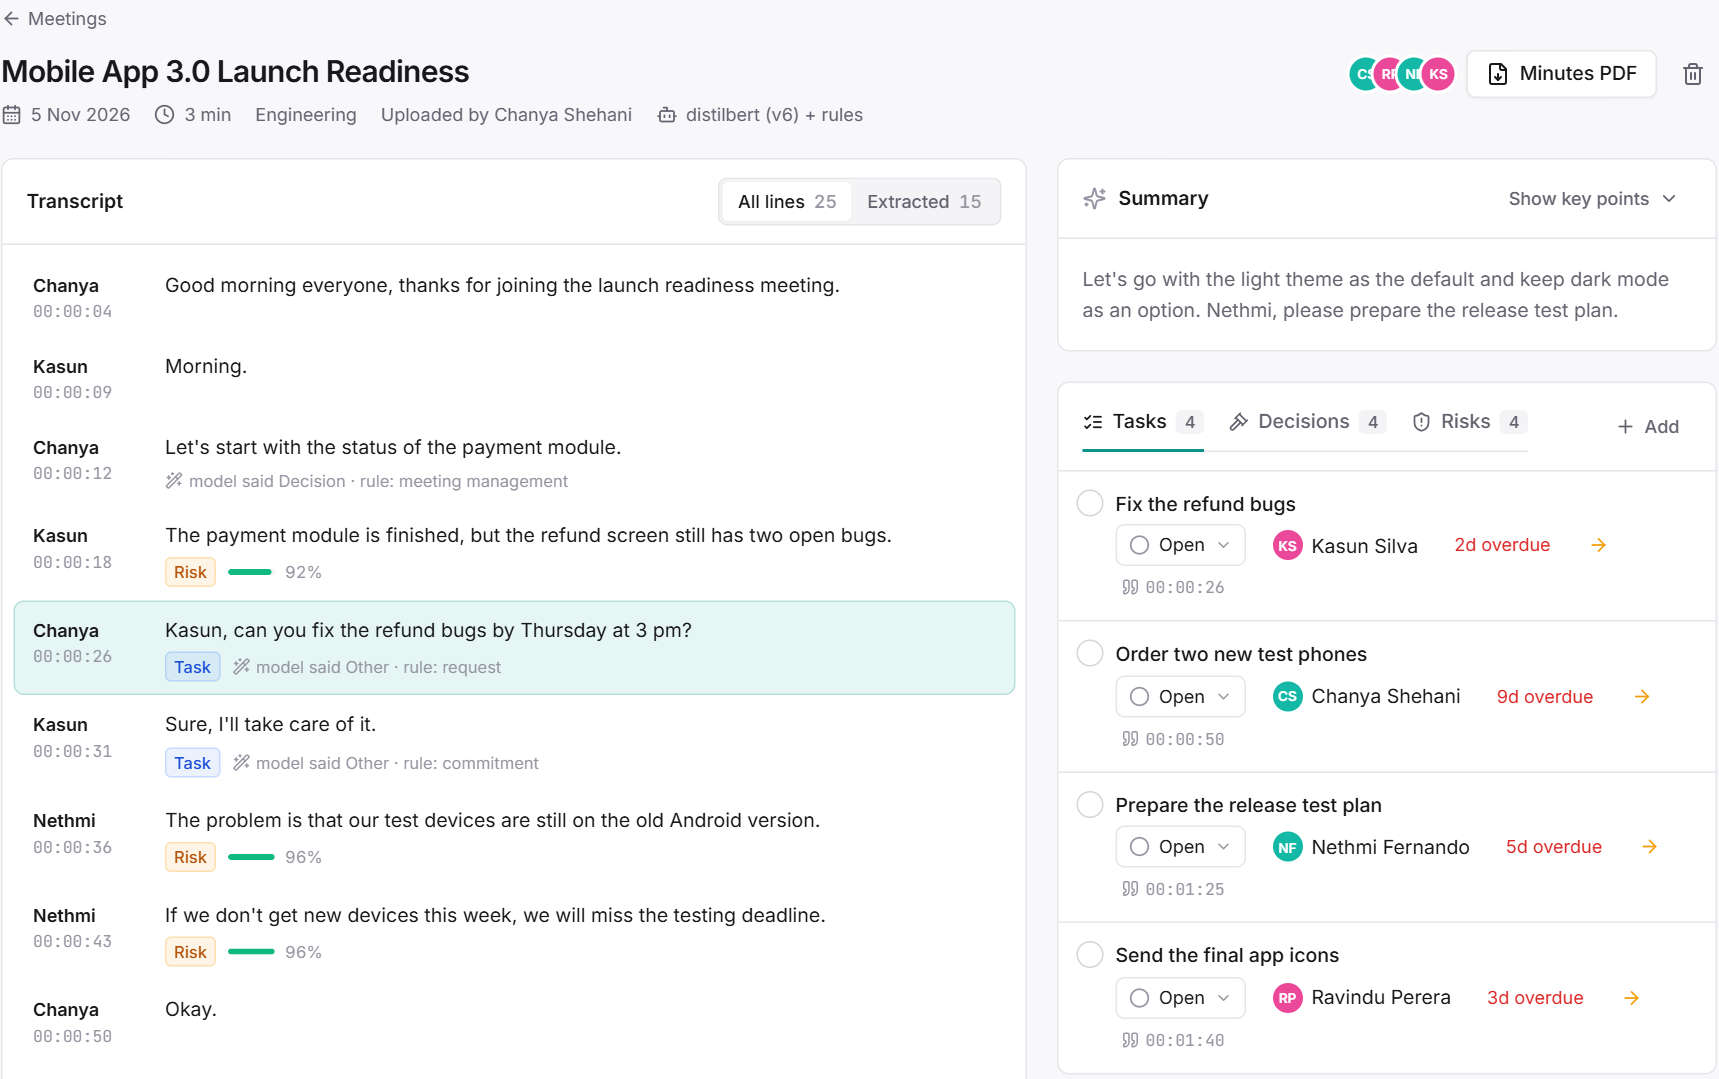 Meetings
Mobile App 3.0 Launch Readiness
5 Nov 2026 3 min Engineering Uploaded by Chanya Shehani distilbert (v6) + rules
CS RP NF KS
Minutes PDF
Transcript
All lines 25 Extracted 15
Chanya Good morning everyone, thanks for joining the launch readiness meeting.
00:00:04
Kasun Morning.
00:00:09
Chanya Let's start with the status of the payment module.
00:00:12 model said Decision · rule: meeting management
Kasun The payment module is finished, but the refund screen still has two open bugs.
00:00:18 Risk 92%
Chanya Kasun, can you fix the refund bugs by Thursday at 3 pm?
00:00:26 Task model said Other · rule: request
Kasun Sure, I'll take care of it.
00:00:31 Task model said Other · rule: commitment
Nethmi The problem is that our test devices are still on the old Android version.
00:00:36 Risk 96%
Nethmi If we don't get new devices this week, we will miss the testing deadline.
00:00:43 Risk 96%
Chanya Okay.
00:00:50
Summary Show key points
Let's go with the light theme as the default and keep dark mode
as an option. Nethmi, please prepare the release test plan.
Tasks 4 Decisions 4 Risks 4 + Add
Fix the refund bugs
Open KS Kasun Silva 2d overdue
00:00:26
Order two new test phones
Open CS Chanya Shehani 9d overdue
00:00:50
Prepare the release test plan
Open NF Nethmi Fernando 5d overdue
00:01:25
Send the final app icons
Open RP Ravindu Perera 3d overdue
00:01:40